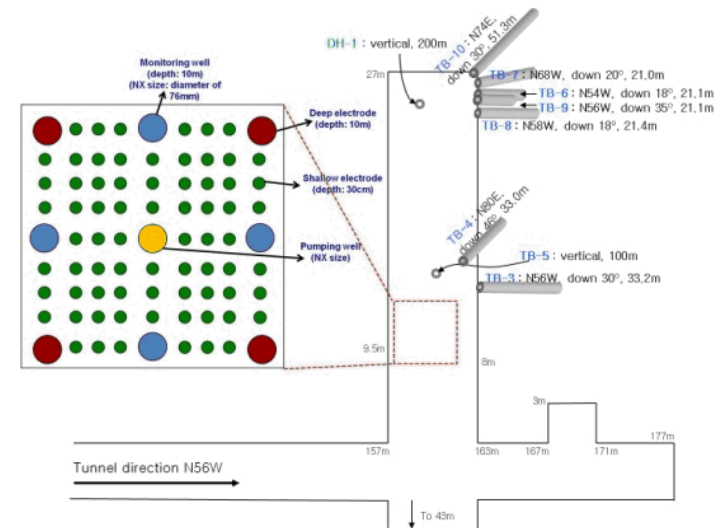 Monitoring well
(depth: 10m)
(NX size: diameter of
76mm)
Deep electrode
(depth: 10m)
Shallow electrode
(depth: 30cm)
Pumping well
(NX size)
DH-1 : vertical, 200m
27m
TB-10 : N74E,
down 30°, 51.3m
TB-7 : N68W, down 20°, 21.0m
TB-6 : N54W, down 18°, 21.1m
TB-9 : N56W, down 35°, 21.1m
TB-8 : N58W, down 18°, 21.4m
TB-4 : N80E,
down 46°, 33.0m
TB-5 : vertical, 100m
TB-3 : N56W, down 30°, 33.2m
9.5m
8m
3m
157m
163m
167m
171m
177m
Tunnel direction N56W
To 43m